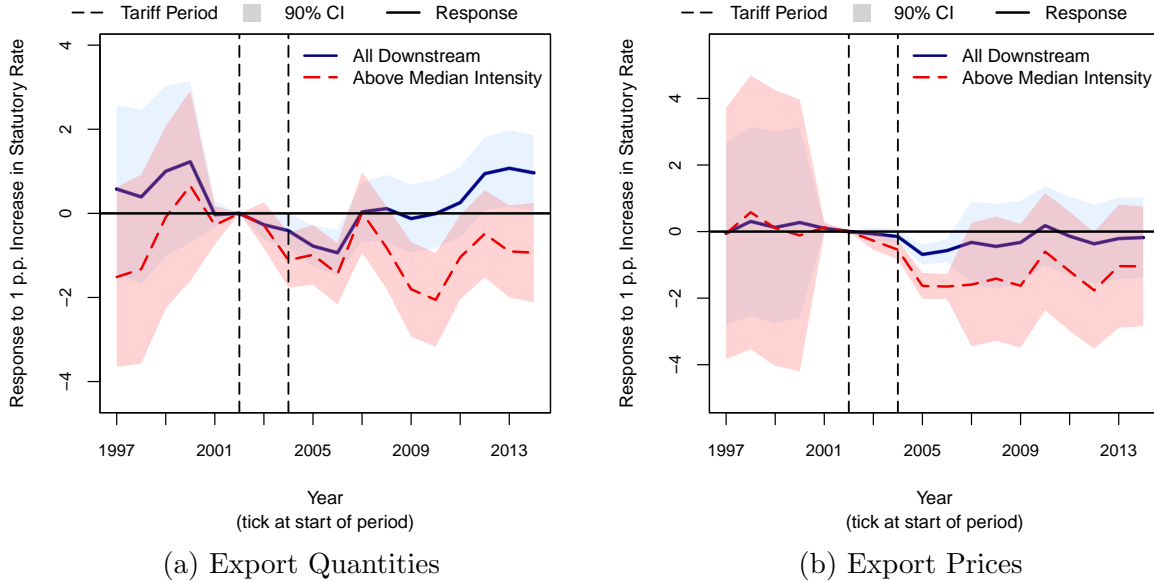 Tariff Period 90% CI Response
All Downstream
Above Median Intensity
Response to 1 p.p. Increase in Statutory Rate
4
2
0
−2
−4
1997 2001 2005 2009 2013
Year
(tick at start of period)
(a) Export Quantities
Tariff Period 90% CI Response
All Downstream
Above Median Intensity
Response to 1 p.p. Increase in Statutory Rate
4
2
0
−2
−4
1997 2001 2005 2009 2013
Year
(tick at start of period)
(b) Export Prices